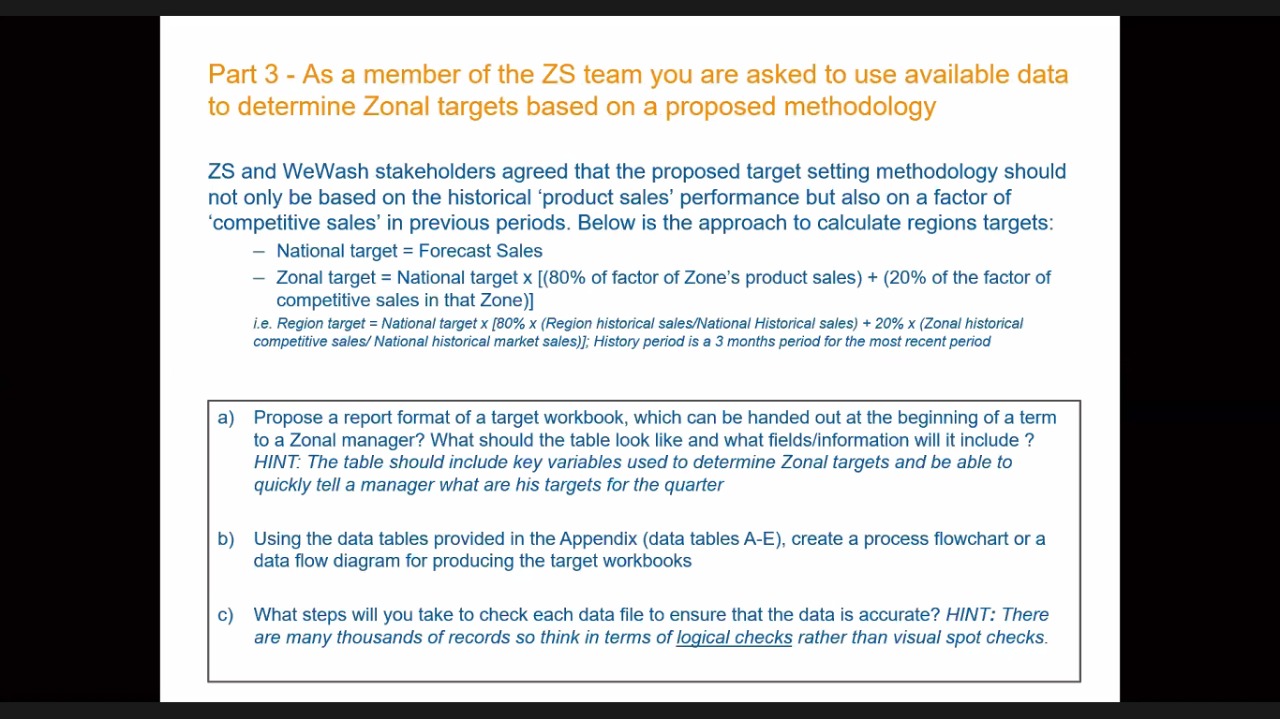 Part 3 - As a member of the ZS team you are asked to use available data
to determine Zonal targets based on a proposed methodology
ZS and WeWash stakeholders agreed that the proposed target setting methodology should
not only be based on the historical ‘product sales’ performance but also on a factor of
‘competitive sales’ in previous periods. Below is the approach to calculate regions targets:
– National target = Forecast Sales
– Zonal target = National target x [(80% of factor of Zone’s product sales) + (20% of the factor of
competitive sales in that Zone)]
i.e. Region target = National target x [80% x (Region historical sales/National Historical sales) + 20% x (Zonal historical
competitive sales/ National historical market sales)]; History period is a 3 months period for the most recent period
a) Propose a report format of a target workbook, which can be handed out at the beginning of a term
to a Zonal manager? What should the table look like and what fields/information will it include ?
HINT: The table should include key variables used to determine Zonal targets and be able to
quickly tell a manager what are his targets for the quarter
b) Using the data tables provided in the Appendix (data tables A-E), create a process flowchart or a
data flow diagram for producing the target workbooks
c) What steps will you take to check each data file to ensure that the data is accurate? HINT: There
are many thousands of records so think in terms of logical checks rather than visual spot checks.